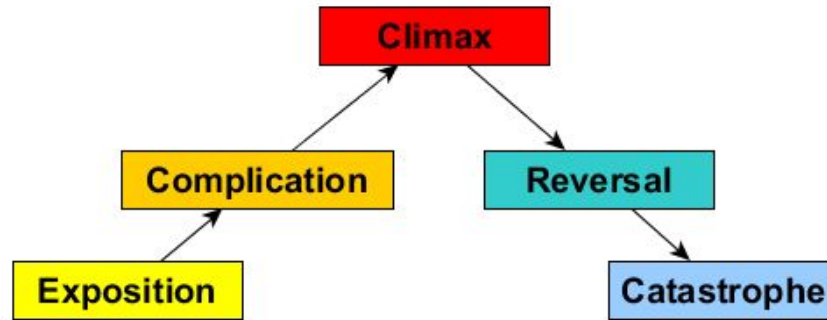 Climax
Complication
Reversal
Exposition
Catastrophe